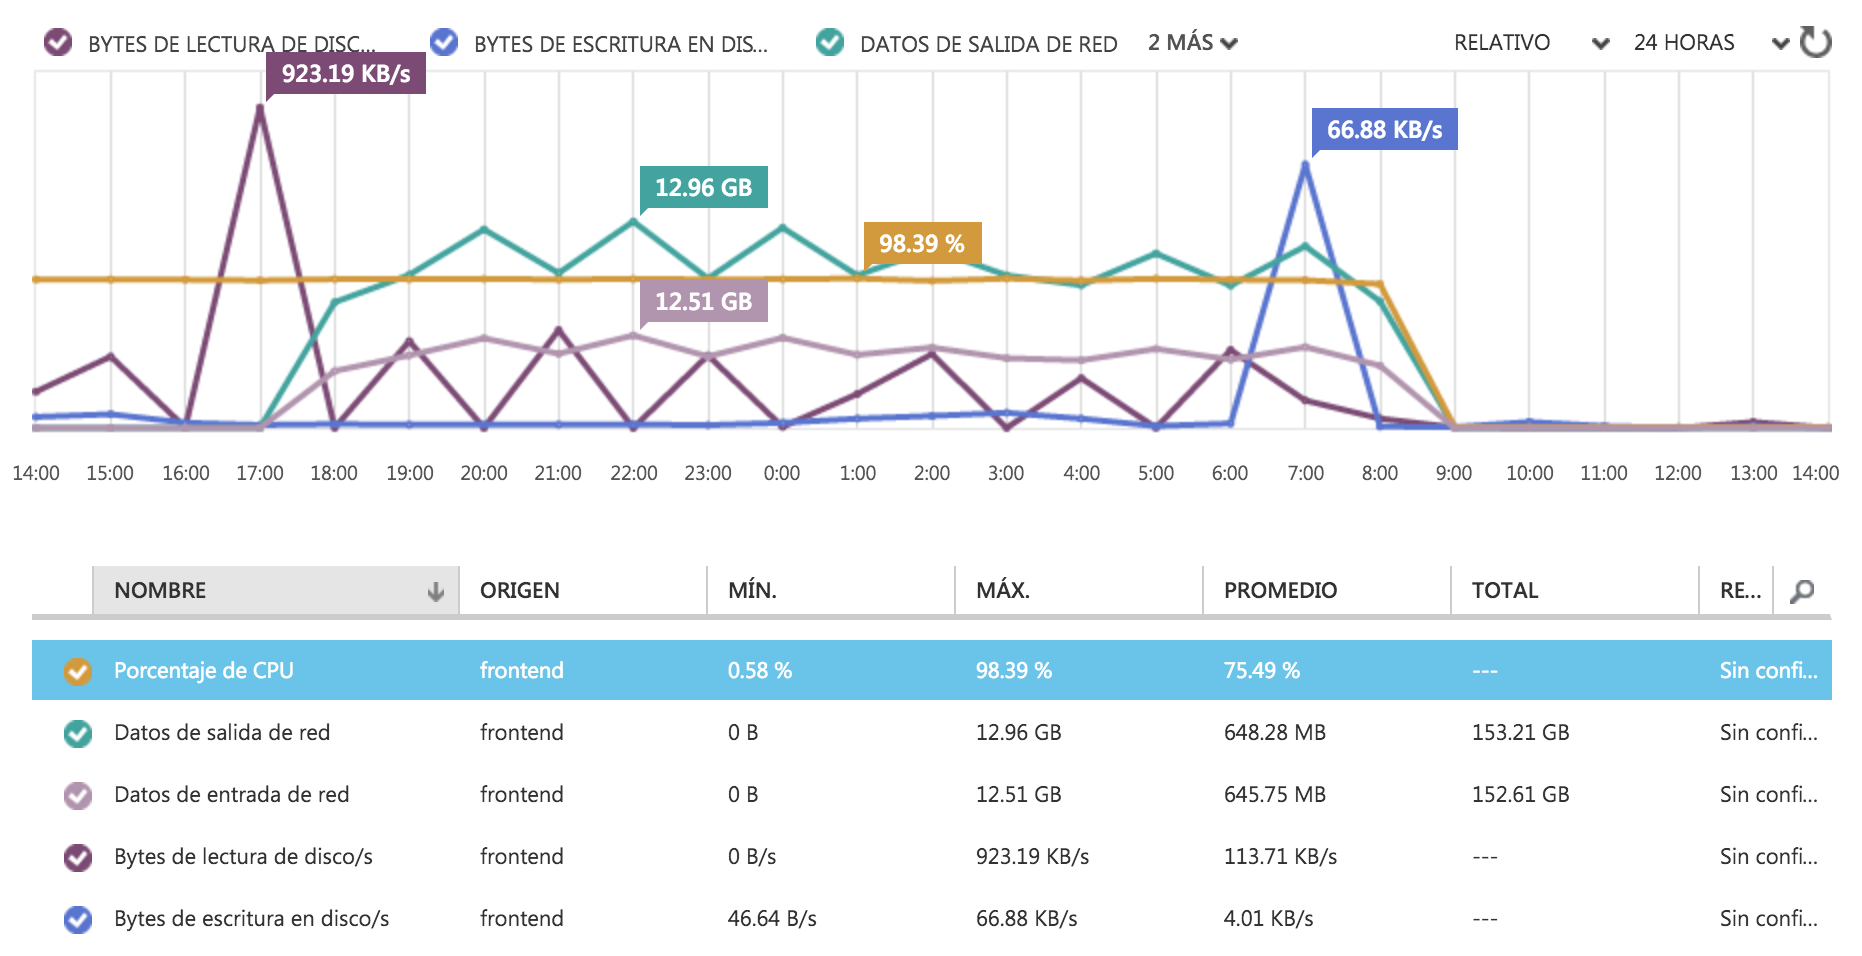 BYTES DE LECTURA DE DISC... BYTES DE ESCRITURA EN DIS... DATOS DE SALIDA DE RED 2 MÁS RELATIVO 24 HORAS
923.19 KB/s
66.88 KB/s
12.96 GB
98.39 %
12.51 GB
14:00 15:00 16:00 17:00 18:00 19:00 20:00 21:00 22:00 23:00 0:00 1:00 2:00 3:00 4:00 5:00 6:00 7:00 8:00 9:00 10:00 11:00 12:00 13:00 14:00
NOMBRE ORIGEN MÍN. MÁX. PROMEDIO TOTAL RE...
Porcentaje de CPU frontend 0.58 % 98.39 % 75.49 % --- Sin confi...
Datos de salida de red frontend 0 B 12.96 GB 648.28 MB 153.21 GB Sin confi...
Datos de entrada de red frontend 0 B 12.51 GB 645.75 MB 152.61 GB Sin confi...
Bytes de lectura de disco/s frontend 0 B/s 923.19 KB/s 113.71 KB/s --- Sin confi...
Bytes de escritura en disco/s frontend 46.64 B/s 66.88 KB/s 4.01 KB/s --- Sin confi...